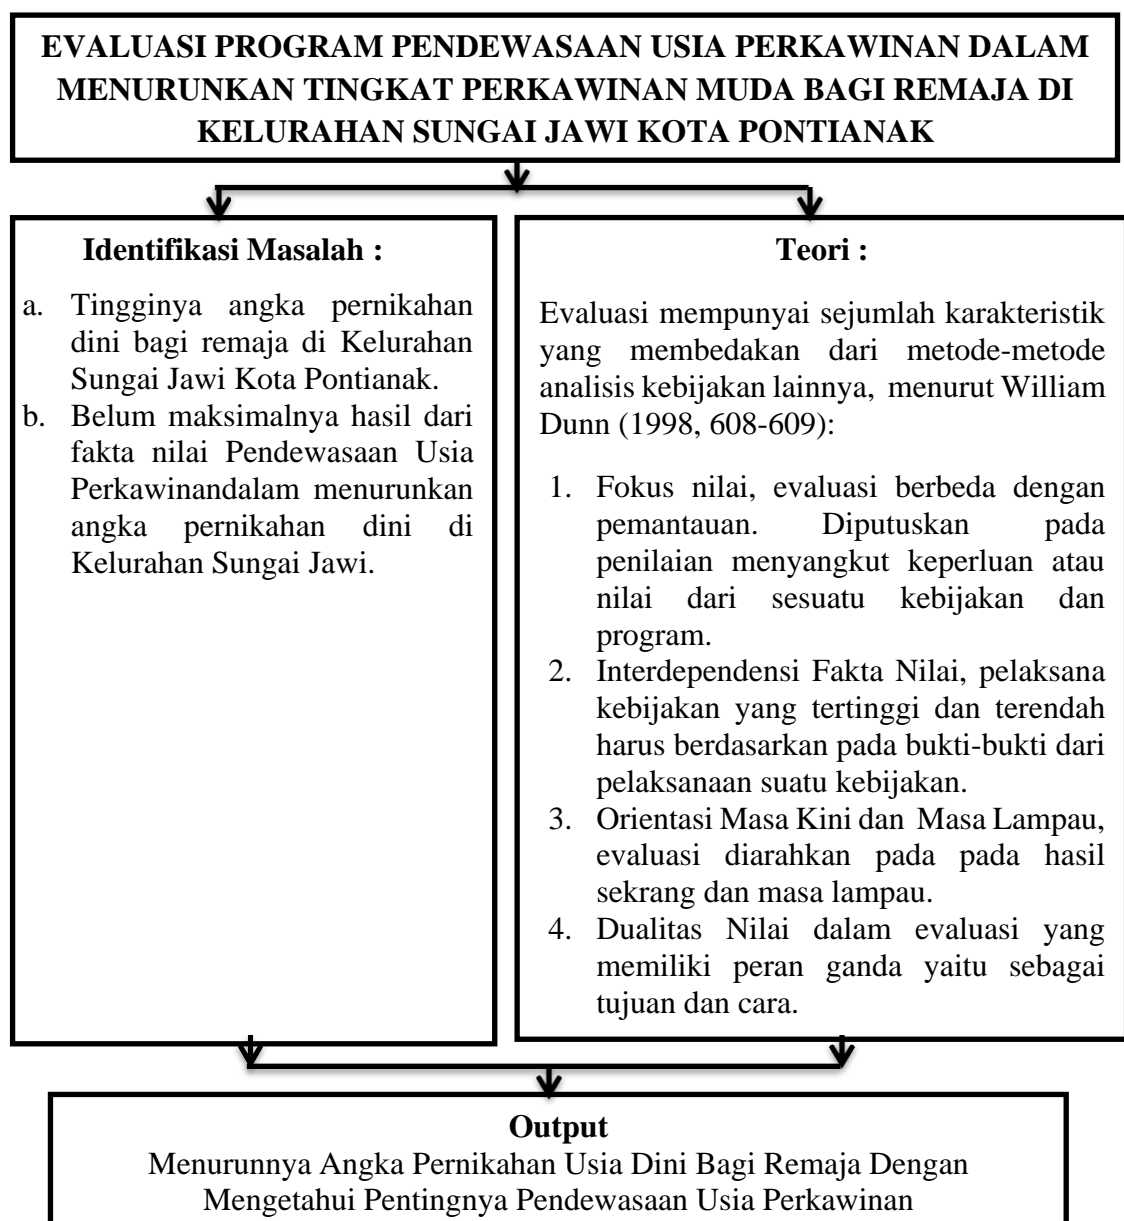 EVALUASI PROGRAM PENDEWASAAN USIA PERKAWINAN DALAM
MENURUNKAN TINGKAT PERKAWINAN MUDA BAGI REMAJA DI
KELURAHAN SUNGAI JAWI KOTA PONTIANAK
Identifikasi Masalah :
a. Tingginya angka pernikahan
dini bagi remaja di Kelurahan
Sungai Jawi Kota Pontianak.
b. Belum maksimalnya hasil dari
fakta nilai Pendewasaan Usia
Perkawinandalam menurunkan
angka pernikahan dini di
Kelurahan Sungai Jawi.
Teori :
Evaluasi mempunyai sejumlah karakteristik
yang membedakan dari metode-metode
analisis kebijakan lainnya, menurut William
Dunn (1998, 608-609):
1. Fokus nilai, evaluasi berbeda dengan
pemantauan. Diputuskan pada
penilaian menyangkut keperluan atau
nilai dari sesuatu kebijakan dan
program.
2. Interdependensi Fakta Nilai, pelaksana
kebijakan yang tertinggi dan terendah
harus berdasarkan pada bukti-bukti dari
pelaksanaan suatu kebijakan.
3. Orientasi Masa Kini dan Masa Lampau,
evaluasi diarahkan pada pada hasil
sekrang dan masa lampau.
4. Dualitas Nilai dalam evaluasi yang
memiliki peran ganda yaitu sebagai
tujuan dan cara.
Output
Menurunnya Angka Pernikahan Usia Dini Bagi Remaja Dengan
Mengetahui Pentingnya Pendewasaan Usia Perkawinan